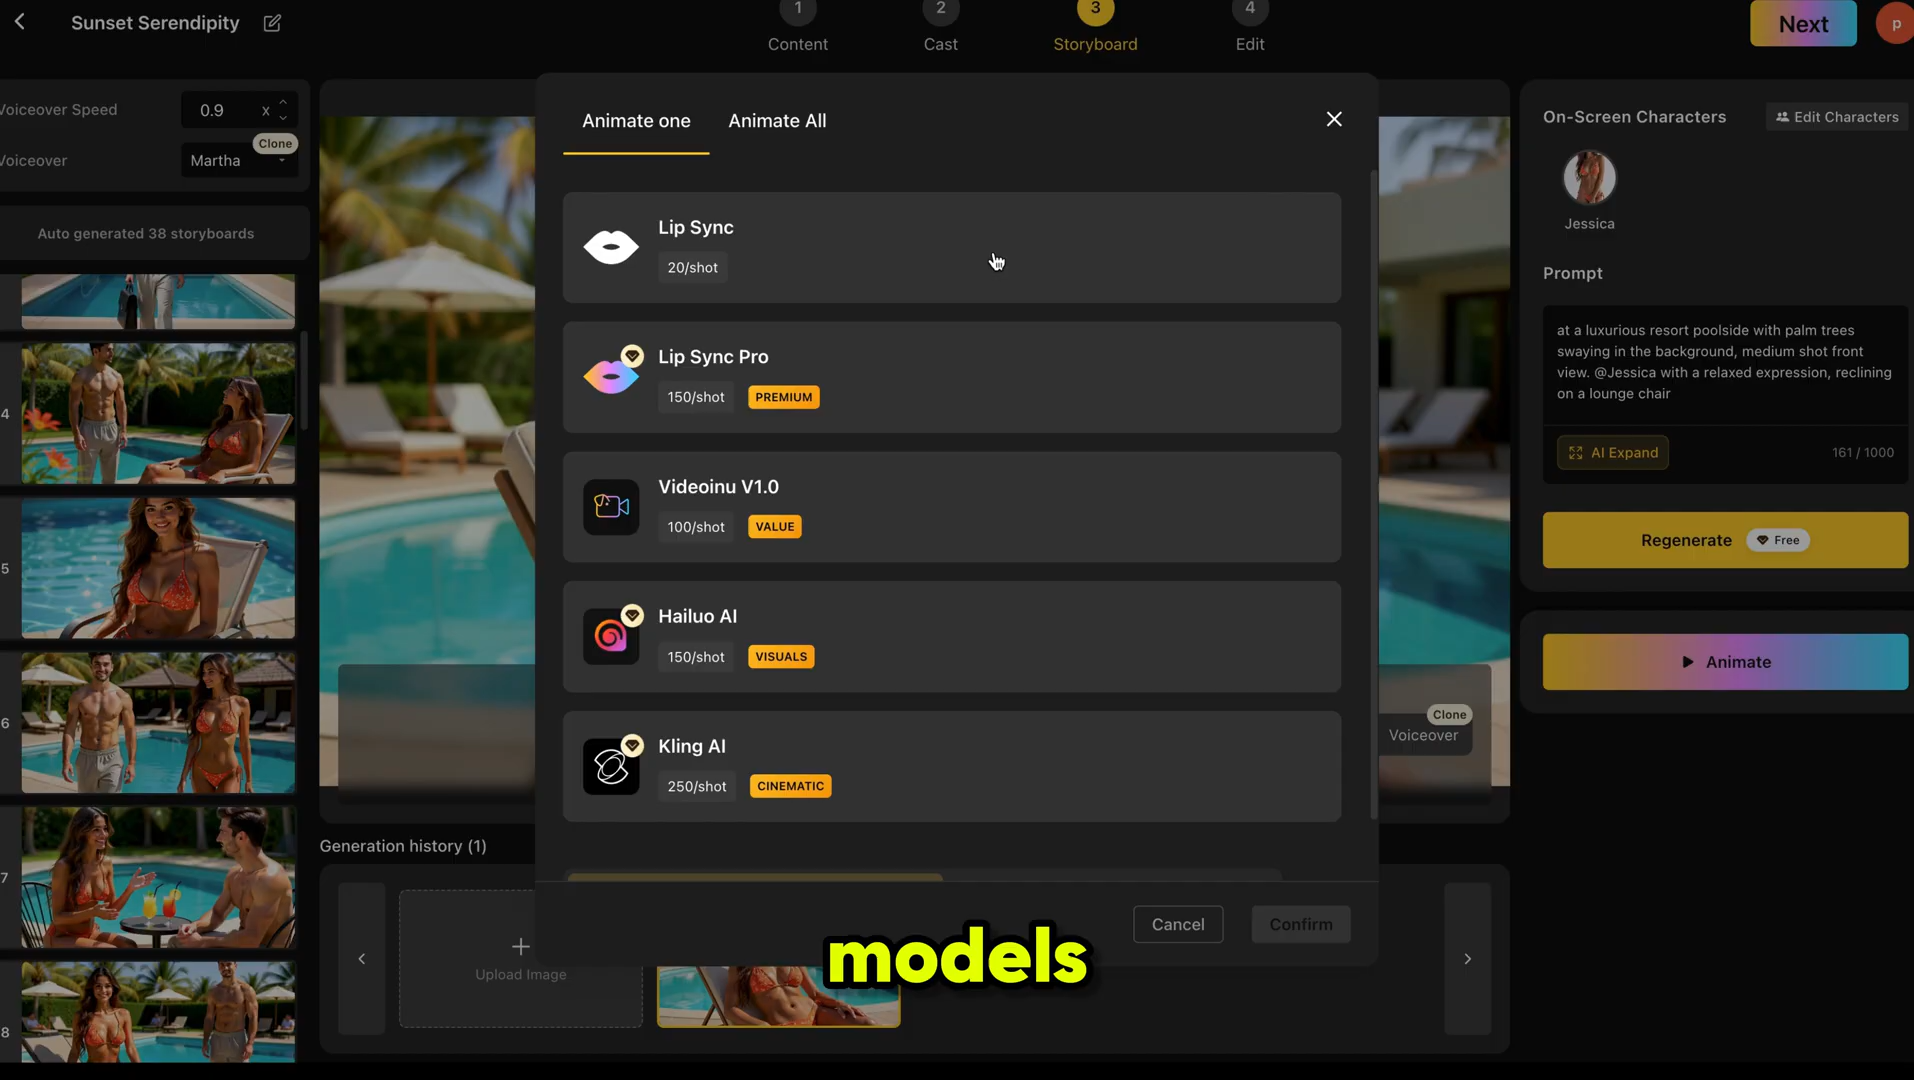 Sunset Serendipity
1
Content
2
Cast
3
Storyboard
4
Edit
Next
p
Voiceover Speed
0.9 x
Clone
Voiceover
Martha
Auto generated 38 storyboards
4
5
6
7
8
Animate one
Animate All
Lip Sync
20/shot
Lip Sync Pro
150/shot
PREMIUM
Videoinu V1.0
100/shot
VALUE
Hailuo AI
150/shot
VISUALS
Kling AI
250/shot
CINEMATIC
Cancel
Confirm
Clone
Voiceover
Generation history (1)
Upload Image
models
On-Screen Characters
Edit Characters
Jessica
Prompt
at a luxurious resort poolside with palm trees
swaying in the background, medium shot front
view. @Jessica with a relaxed expression, reclining
on a lounge chair
AI Expand
161 / 1000
Regenerate
Free
Animate